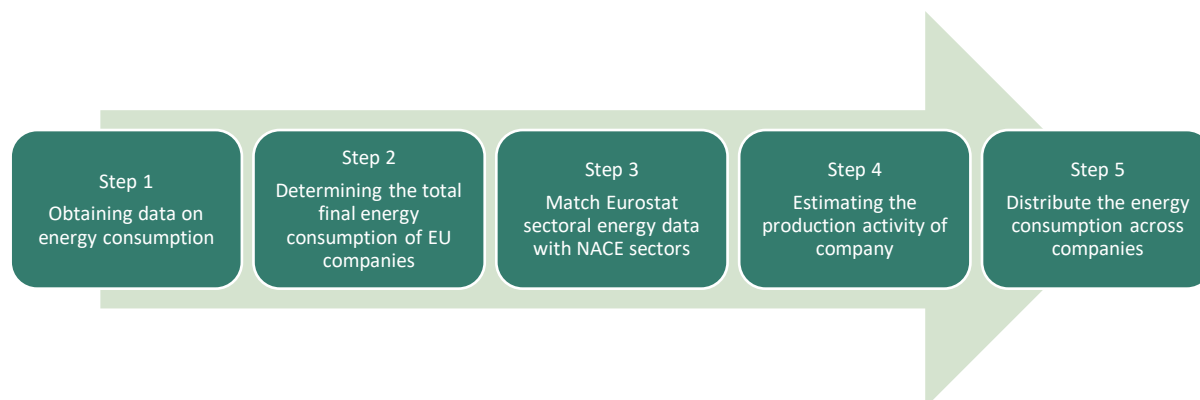 Step 1
Obtaining data on
energy consumption
Step 2
Determining the total
final energy
consumption of EU
companies
Step 3
Match Eurostat
sectoral energy data
with NACE sectors
Step 4
Estimating the
production activity of
company
Step 5
Distribute the energy
consumption across
companies